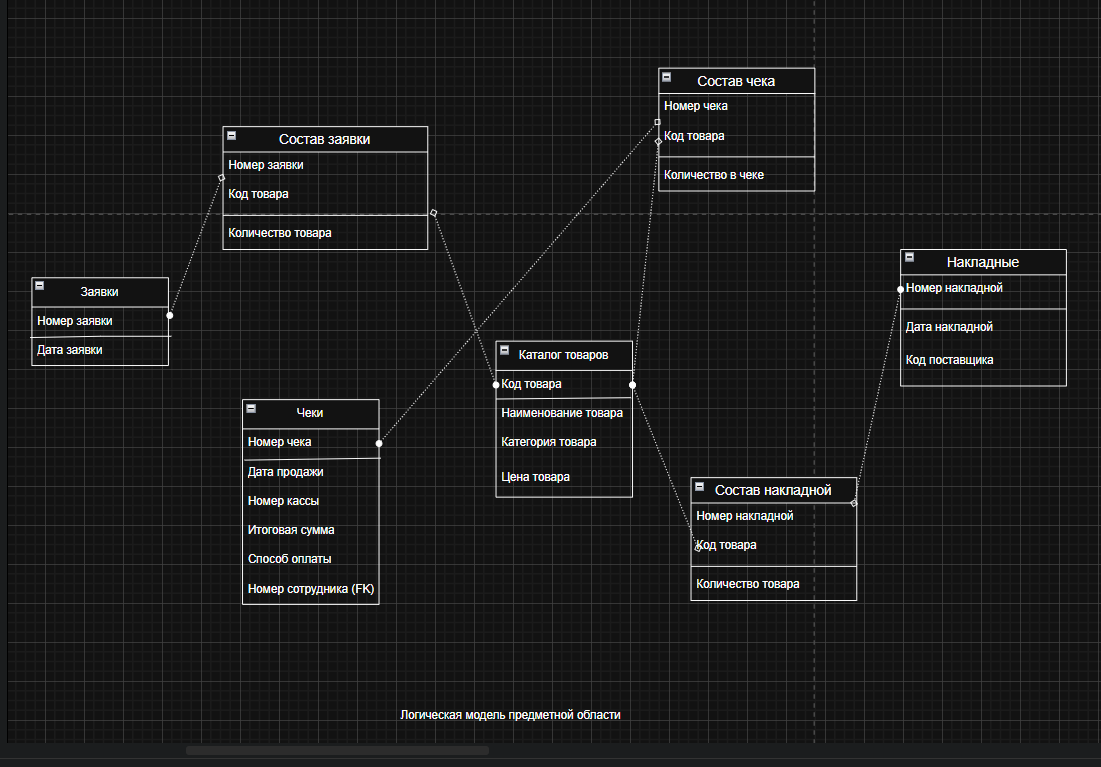 Состав чека
Номер чека
Код товара
Количество в чеке
Состав заявки
Номер заявки
Код товара
Количество товара
Заявки
Номер заявки
Дата заявки
Накладные
Номер накладной
Дата накладной
Код поставщика
Каталог товаров
Код товара
Наименование товара
Категория товара
Цена товара
Чеки
Номер чека
Дата продажи
Номер кассы
Итоговая сумма
Способ оплаты
Номер сотрудника (FK)
Состав накладной
Номер накладной
Код товара
Количество товара
Логическая модель предметной области